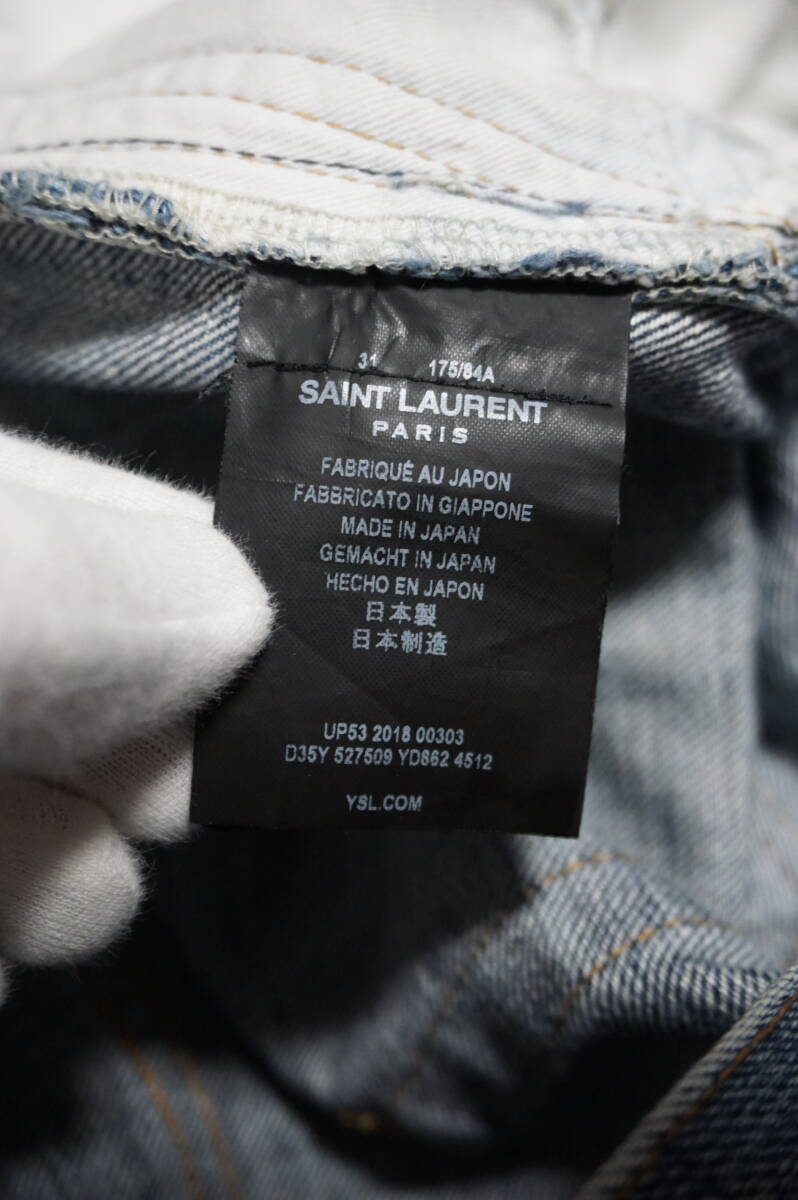 31 175/84A
SAINT LAURENT
PARIS
FABRIQUÉ AU JAPON
FABBRICATO IN GIAPPONE
MADE IN JAPAN
GEMACHT IN JAPAN
HECHO EN JAPON
日本製
日本制造
UP53 2018 00303
D35Y 527509 YD862 4512
YSL.COM